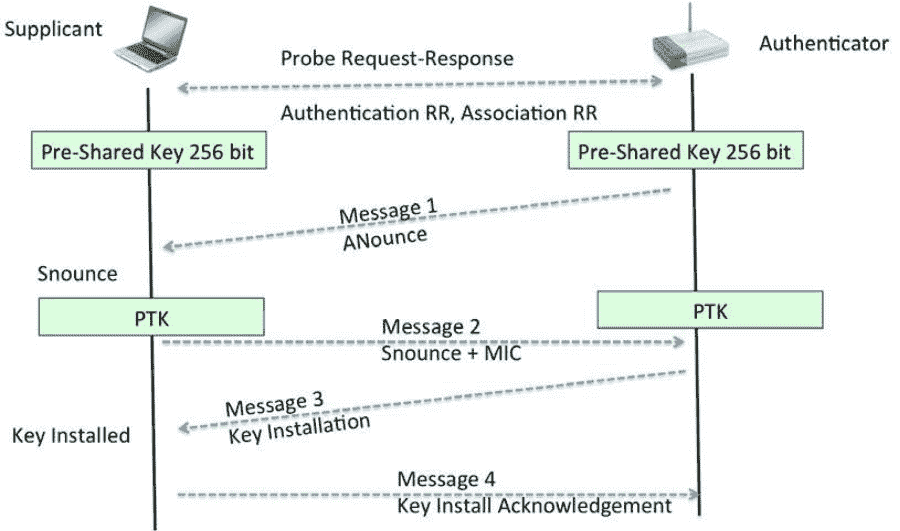 Supplicant
Authenticator
Probe Request-Response
Authentication RR, Association RR
Pre-Shared Key 256 bit
Pre-Shared Key 256 bit
Message 1
ANounce
Snounce
PTK
PTK
Message 2
Snounce + MIC
Message 3
Key Installation
Key Installed
Message 4
Key Install Acknowledgement